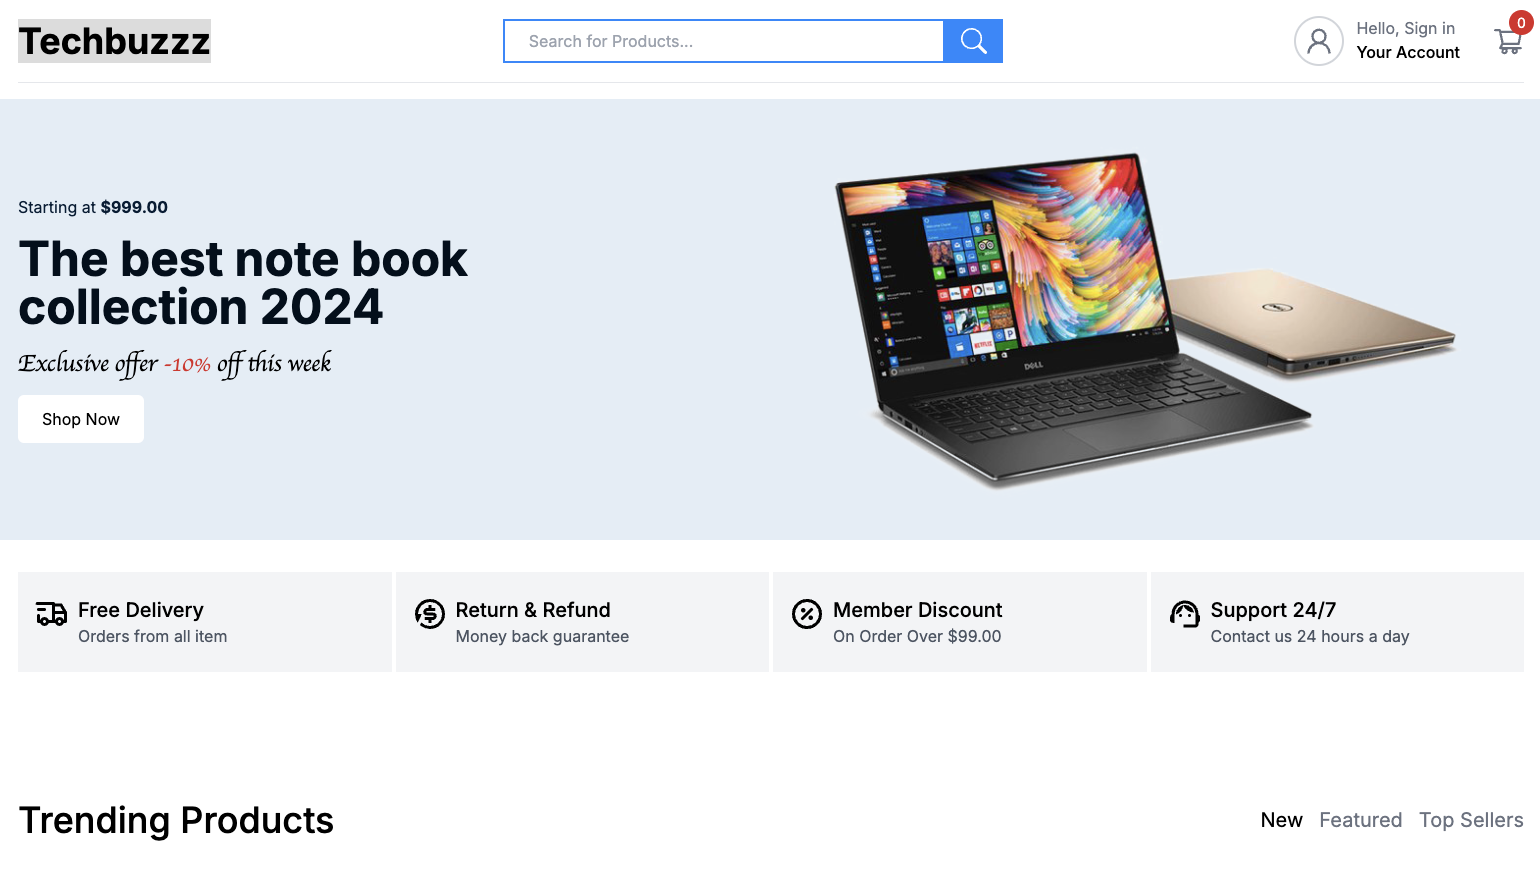 Techbuzzz
Search for Products...
Hello, Sign in
Your Account
0
Starting at $999.00
The best note book
collection 2024
Exclusive offer -10% off this week
Shop Now
DELL
DELL
Free Delivery
Orders from all item
Return & Refund
Money back guarantee
Member Discount
On Order Over $99.00
Support 24/7
Contact us 24 hours a day
Trending Products
New Featured Top Sellers